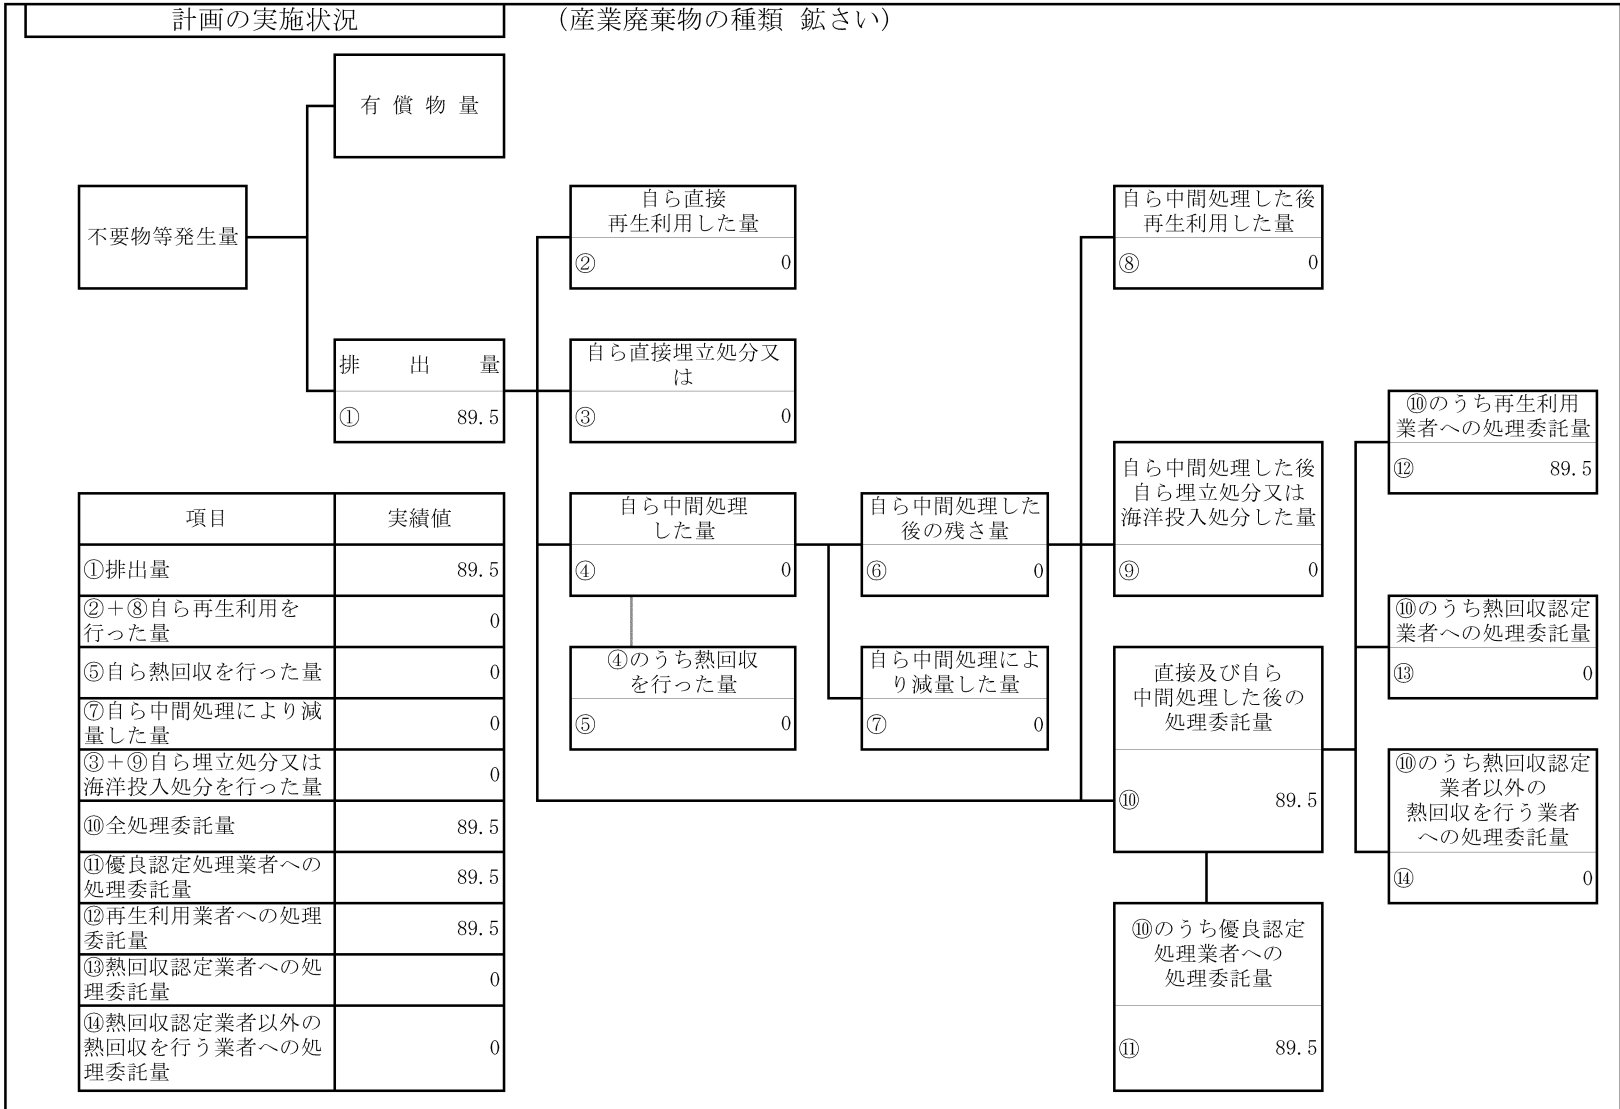 計画の実施状況
（産業廃棄物の種類 鉱さい）
有償物量
不要物等発生量
排出量
① 89.5
自ら直接
再生利用した量
② 0
自ら直接埋立処分又
は
③ 0
自ら中間処理
した量
④ 0
④のうち熱回収
を行った量
⑤ 0
自ら中間処理した
後の残さ量
⑥ 0
自ら中間処理によ
り減量した量
⑦ 0
自ら中間処理した後
再生利用した量
⑧ 0
自ら中間処理した後
自ら埋立処分又は
海洋投入処分した量
⑨ 0
直接及び自ら
中間処理した後の
処理委託量
⑩ 89.5
⑩のうち優良認定
処理業者への
処理委託量
⑪ 89.5
⑩のうち再生利用
業者への処理委託量
⑫ 89.5
⑩のうち熱回収認定
業者への処理委託量
⑬ 0
⑩のうち熱回収認定
業者以外の
熱回収を行う業者
への処理委託量
⑭ 0
項目 実績値
①排出量 89.5
②＋⑧自ら再生利用を
行った量 0
⑤自ら熱回収を行った量 0
⑦自ら中間処理により減
量した量 0
③＋⑨自ら埋立処分又は
海洋投入処分を行った量 0
⑩全処理委託量 89.5
⑪優良認定処理業者への
処理委託量 89.5
⑫再生利用業者への処理
委託量 89.5
⑬熱回収認定業者への処
理委託量 0
⑭熱回収認定業者以外の
熱回収を行う業者への処
理委託量 0